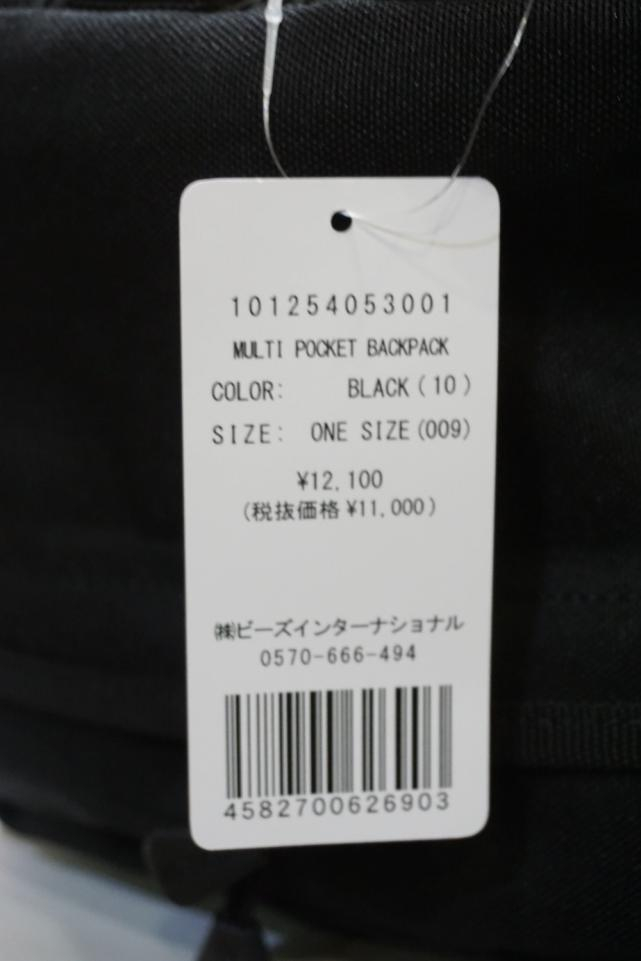 101254053001
MULTI POCKET BACKPACK
COLOR: BLACK(10)
SIZE: ONE SIZE(009)
¥12,100
(税抜価格¥11,000)
㈱ビーズインターナショナル
0570-666-494
4582700626903